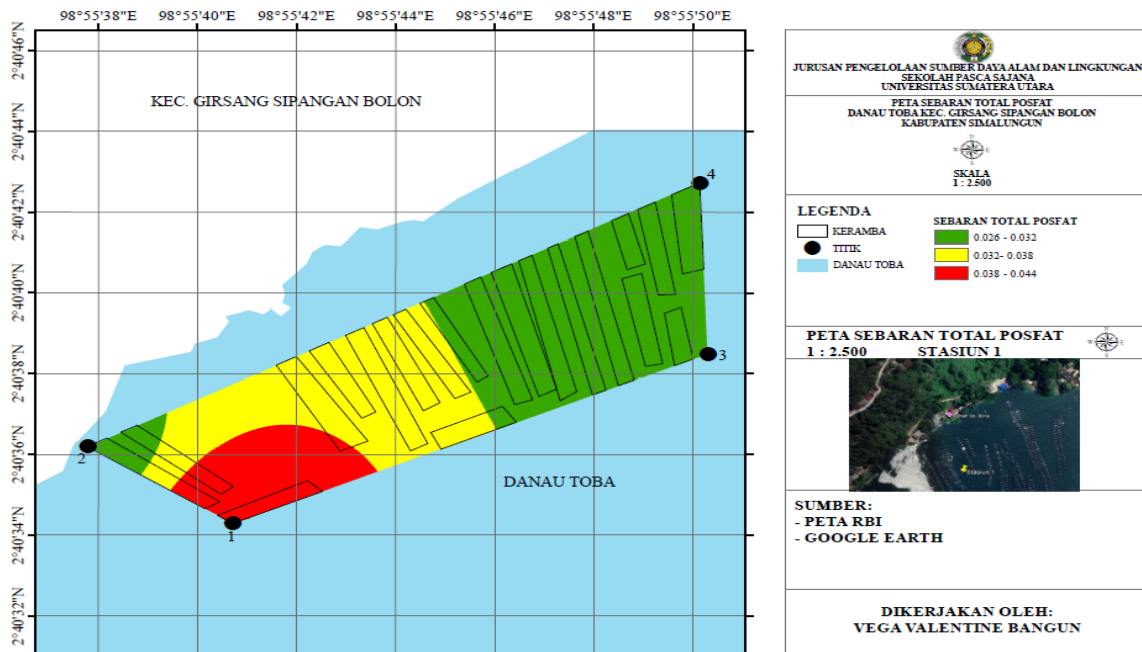 98°55'38"E 98°55'40"E 98°55'42"E 98°55'44"E 98°55'46"E 98°55'48"E 98°55'50"E
2°40'46"N
2°40'44"N
2°40'42"N
2°40'40"N
2°40'38"N
2°40'36"N
2°40'34"N
2°40'32"N
KEC. GIRSANG SIPANGAN BOLON
4
3
2
1
DANAU TOBA
JURUSAN PENGELOLAAN SUMBER DAYA ALAM DAN LINGKUNGAN
SEKOLAH PASCA SAJANA
UNIVERSITAS SUMATERA UTARA
PETA SEBARAN TOTAL POSFAT
DANAU TOBA KEC. GIRSANG SIPANGAN BOLON
KABUPATEN SIMALUNGUN
N
W E
S
SKALA
1 : 2.500
LEGENDA
KERAMBA
TITIK
DANAU TOBA
SEBARAN TOTAL POSFAT
0.026 - 0.032
0.032- 0.038
0.038 - 0.044
PETA SEBARAN TOTAL POSFAT
1 : 2.500 STASIUN 1
N
W E
S
Stasiun 1
SUMBER:
- PETA RBI
- GOOGLE EARTH
DIKERJAKAN OLEH:
VEGA VALENTINE BANGUN